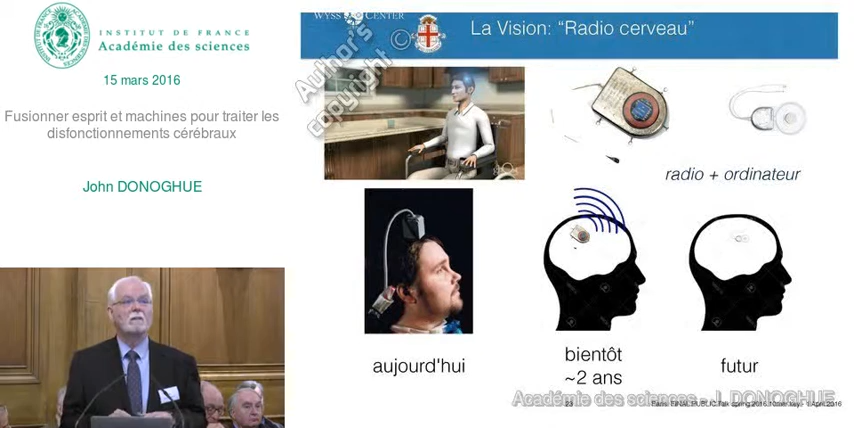 INSTITUT DE FRANCE
Académie des sciences
15 mars 2016
Fusionner esprit et machines pour traiter les
disfonctionnements cérébraux
John DONOGHUE
WYSS CENTER
La Vision: “Radio cerveau”
Author's ©
copyright
radio + ordinateur
aujourd'hui
bientôt
~2 ans
futur
Académie des sciences - J. DONOGHUE
23